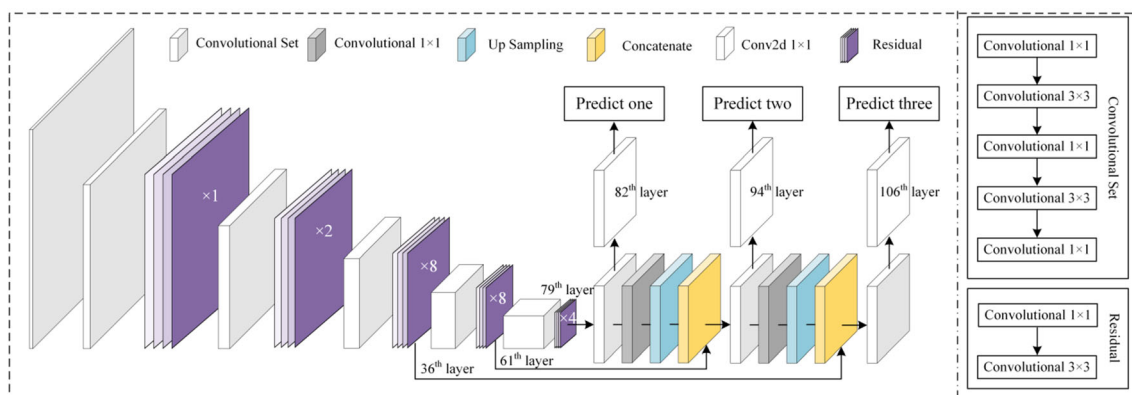 Convolutional Set
Convolutional 1×1
Up Sampling
Concatenate
Conv2d 1×1
Residual
Predict one
Predict two
Predict three
82th layer
94th layer
106th layer
×1
×2
×8
×8
×4
79th layer
61th layer
36th layer
Convolutional 1×1
Convolutional 3×3
Convolutional 1×1
Convolutional 3×3
Convolutional 1×1
Convolutional Set
Convolutional 1×1
Convolutional 3×3
Residual